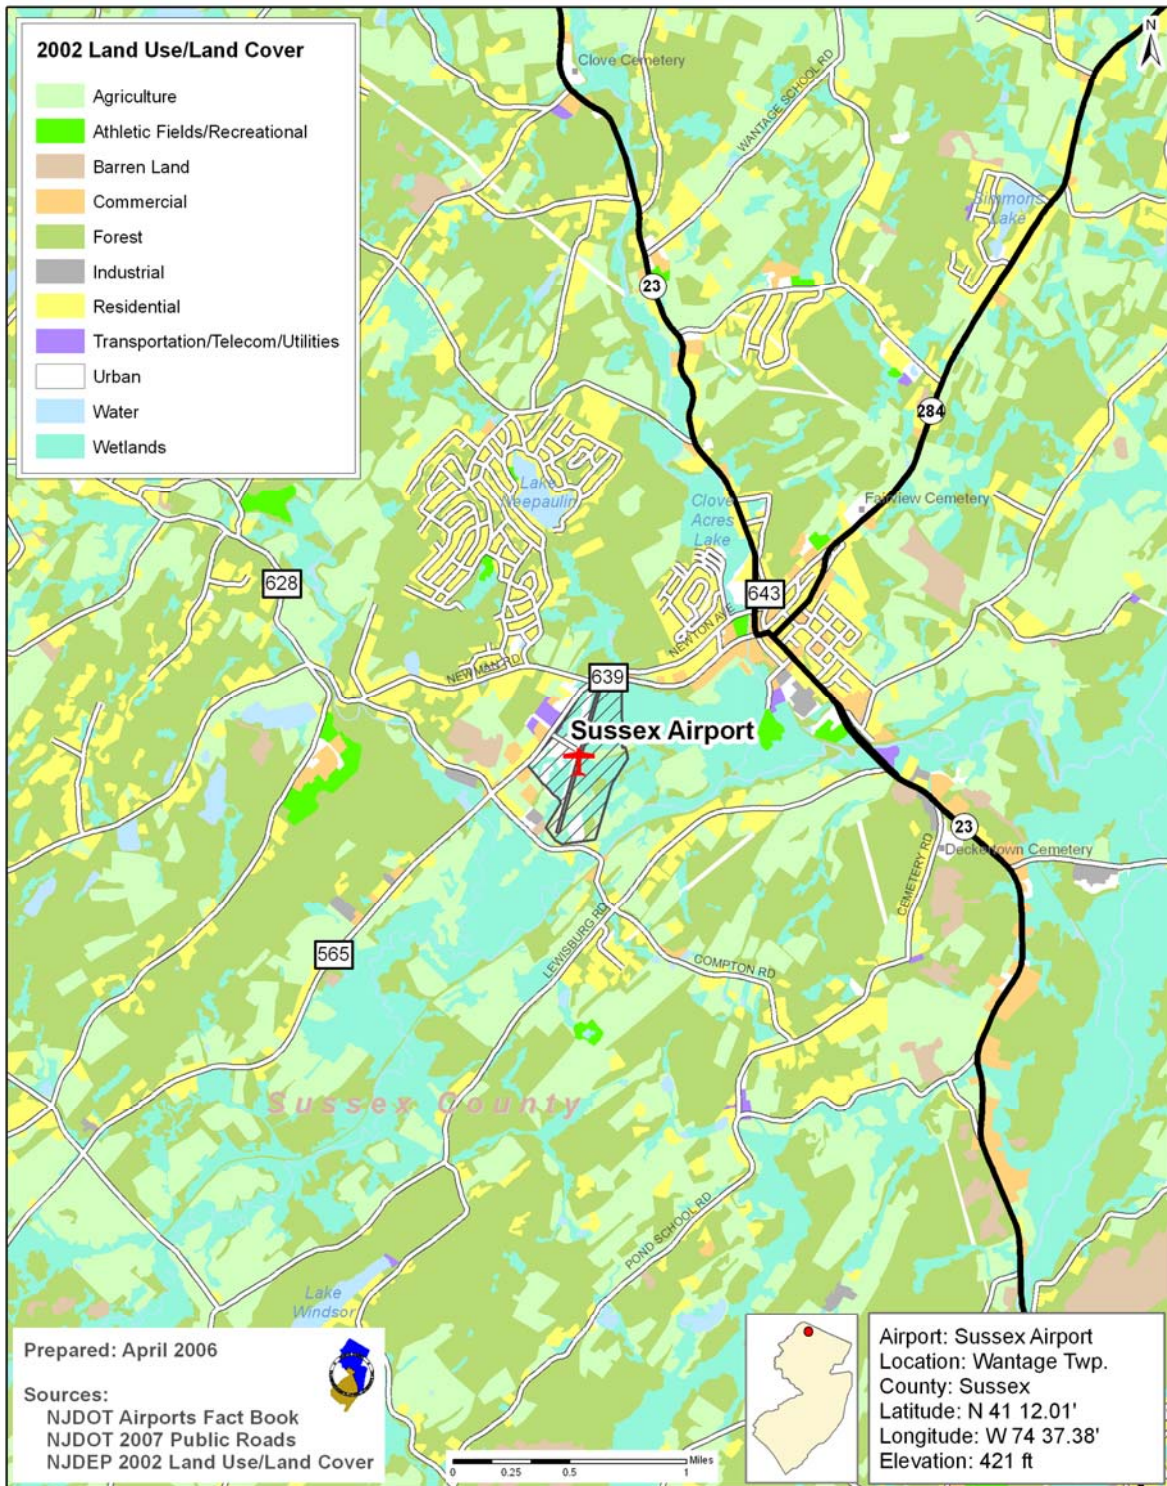 2002 Land Use/Land Cover
Agriculture
Athletic Fields/Recreational
Barren Land
Commercial
Forest
Industrial
Residential
Transportation/Telecom/Utilities
Urban
Water
Wetlands
N
Clove Cemetery
WANTAGE SCHOOL RD
Simmons
Lake
23
284
Lake
Neepaulin
Clove
Acres
Lake
Fairview Cemetery
628
643
NEWTON AVE
NEWMAN RD
639
Sussex Airport
23
Deckertown Cemetery
CEMETERY RD
LEWISBURG RD
565
COMPTON RD
Sussex County
POND SCHOOL RD
Lake
Windsor
Prepared: April 2006
Sources:
NJDOT Airports Fact Book
NJDOT 2007 Public Roads
NJDEP 2002 Land Use/Land Cover
Miles
0 0.25 0.5 1
Airport: Sussex Airport
Location: Wantage Twp.
County: Sussex
Latitude: N 41 12.01'
Longitude: W 74 37.38'
Elevation: 421 ft